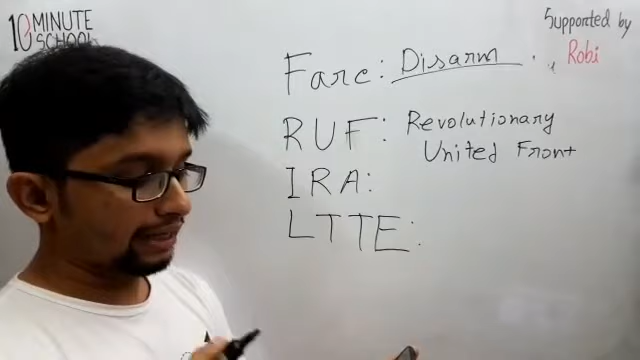 10 MINUTE
SCHOOL
Supported by
Robi
Farc: Disarm
RUF: Revolutionary
United Front
IRA:
LTTE: